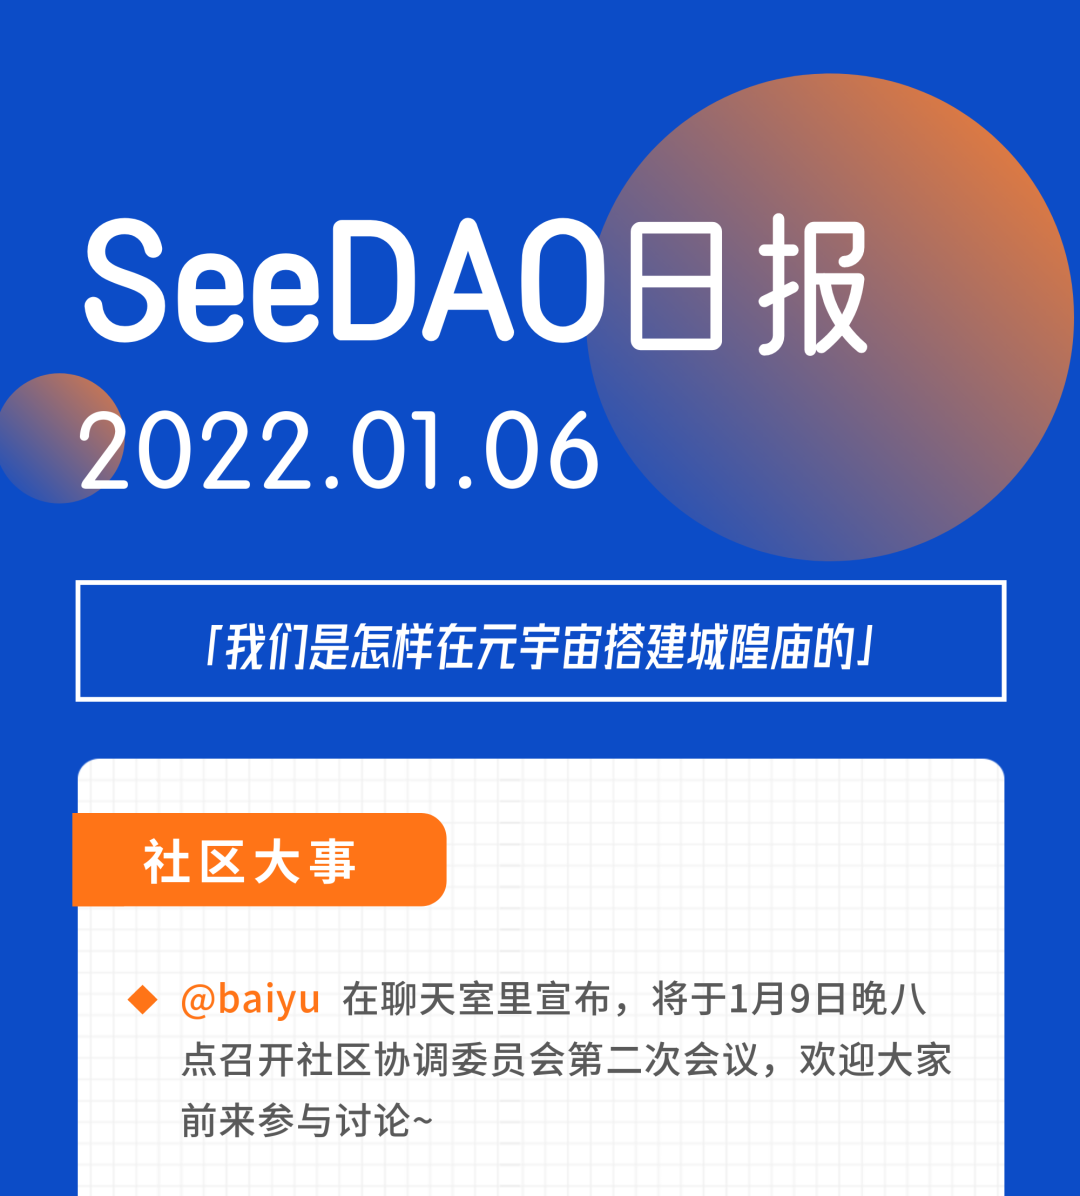 SeeDAO日报
2022.01.06
「我们是怎样在元宇宙搭建城隍庙的」
社区大事
@baiyu 在聊天室里宣布，将于1月9日晚八
点召开社区协调委员会第二次会议，欢迎大家
前来参与讨论~